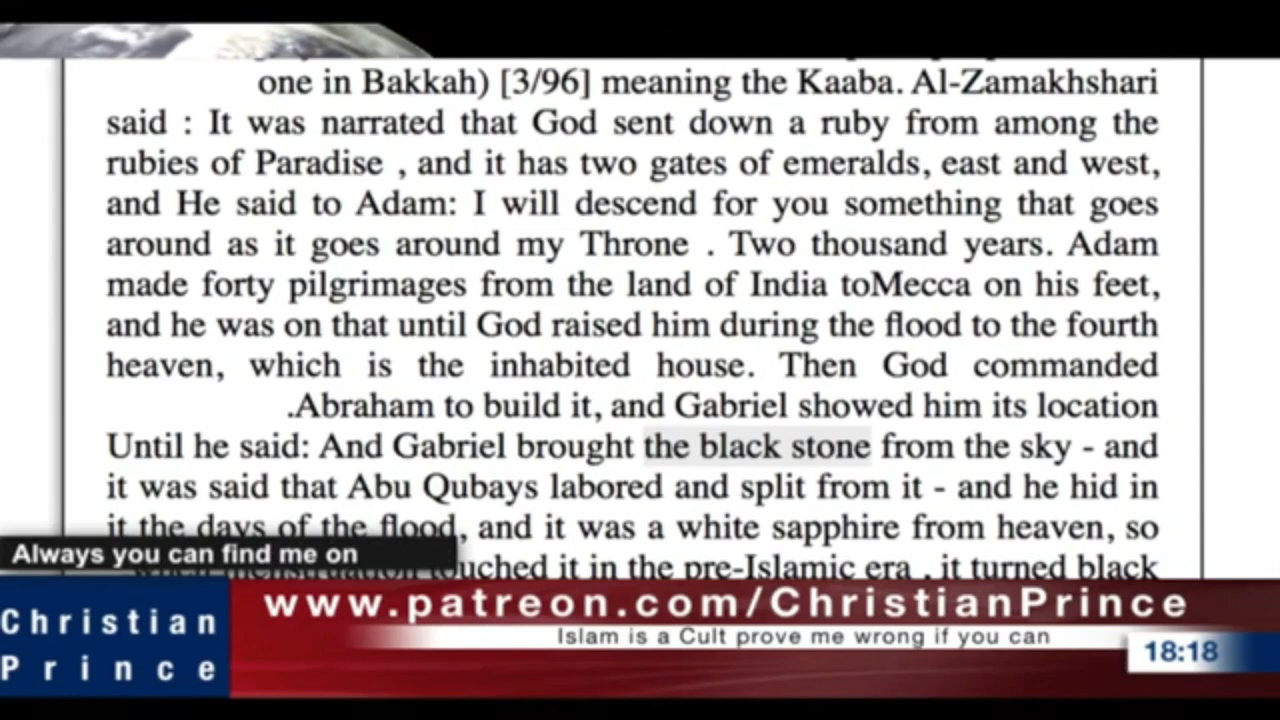 one in Bakkah) [3/96] meaning the Kaaba. Al-Zamakhshari
said : It was narrated that God sent down a ruby from among the
rubies of Paradise , and it has two gates of emeralds, east and west,
and He said to Adam: I will descend for you something that goes
around as it goes around my Throne . Two thousand years. Adam
made forty pilgrimages from the land of India toMecca on his feet,
and he was on that until God raised him during the flood to the fourth
heaven, which is the inhabited house. Then God commanded
.Abraham to build it, and Gabriel showed him its location
Until he said: And Gabriel brought the black stone from the sky - and
it was said that Abu Qubays labored and split from it - and he hid in
it the days of the flood, and it was a white sapphire from heaven, so
when menstruation touched it in the pre-Islamic era , it turned black
Always you can find me on
www.patreon.com/ChristianPrince
Islam is a Cult prove me wrong if you can
Christian
Prince
18:18